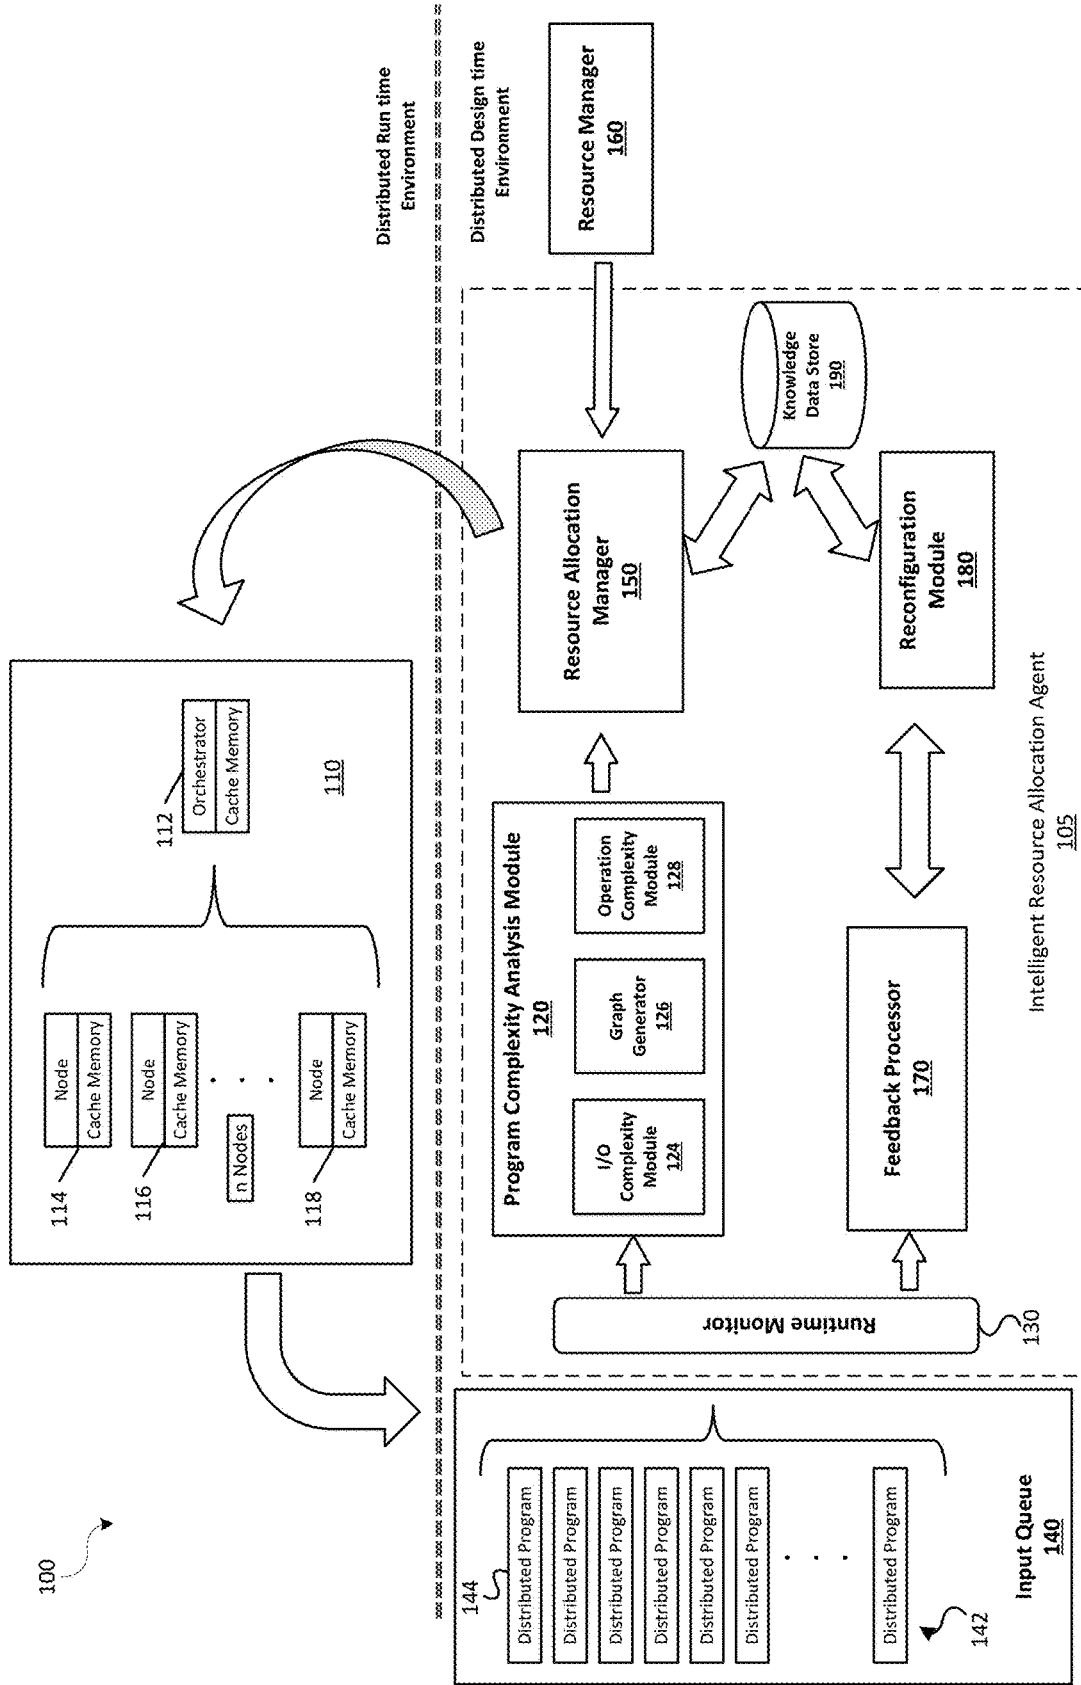 100
114
Node
Cache Memory
116
Node
Cache Memory
. . .
n Nodes
118
Node
Cache Memory
112
Orchestrator
Cache Memory
110
Distributed Run time
Environment
Distributed Design time
Environment
144
Distributed Program
Distributed Program
Distributed Program
Distributed Program
Distributed Program
Distributed Program
. . .
Distributed Program
142
Input Queue
140
Runtime Monitor
130
Program Complexity Analysis Module
120
I/O
Complexity
Module
124
Graph
Generator
126
Operation
Complexity
Module
128
Resource Allocation
Manager
150
Resource Manager
160
Knowledge
Data Store
190
Feedback Processor
170
Reconfiguration
Module
180
Intelligent Resource Allocation Agent
105